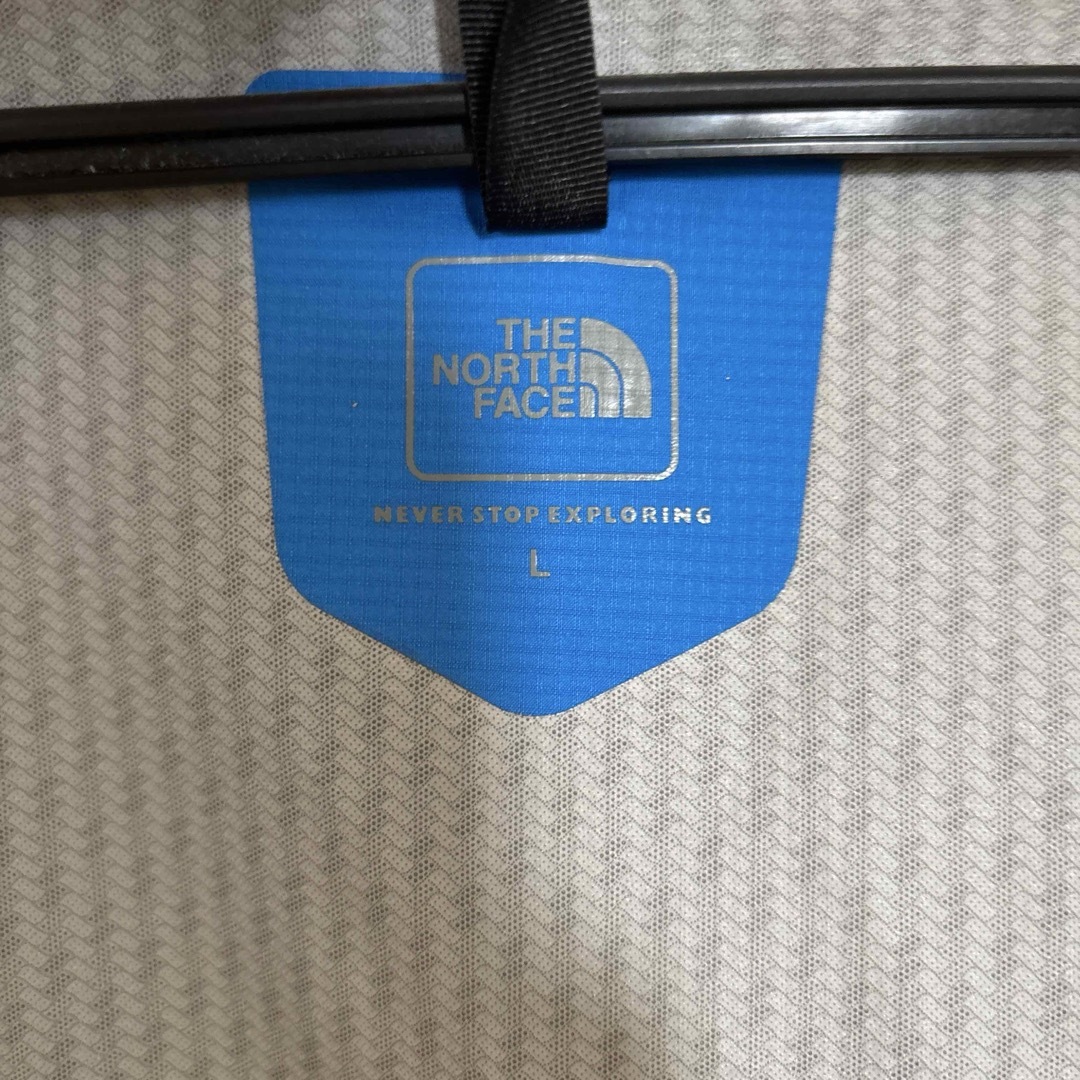 THE
NORTH
FACE
NEVER STOP EXPLORING
L